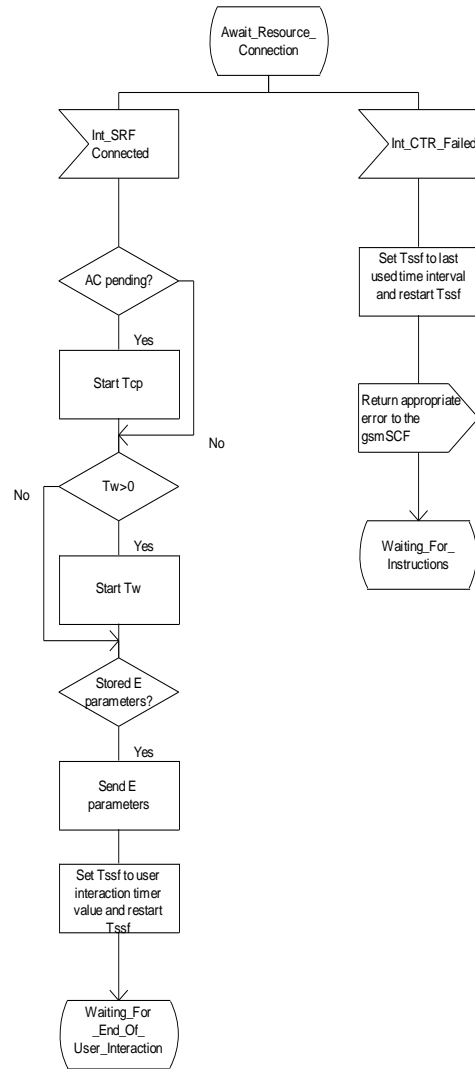 Await_Resource_
Connection
Int_SRF
Connected
Int_CTR_Failed
AC pending?
Set Tssf to last
used time interval
and restart Tssf
Yes
Start Tcp
Return appropriate
error to the
gsmSCF
No
No
Tw>0
Yes
Waiting_For_
Instructions
Start Tw
Stored E
parameters?
Yes
Send E
parameters
Set Tssf to user
interaction timer
value and restart
Tssf
Waiting_For
_End_Of_
User_Interaction